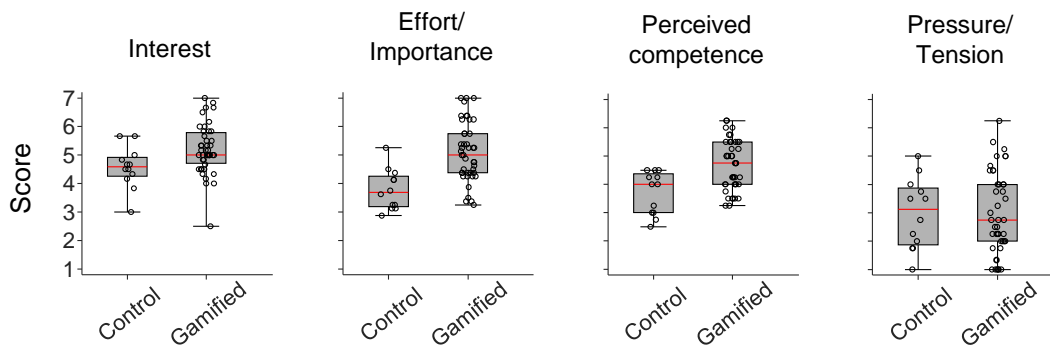 Interest
Effort/
Importance
Perceived
competence
Pressure/
Tension
Score
7
6
5
4
3
2
1
Control
Gamified
Control
Gamified
Control
Gamified
Control
Gamified